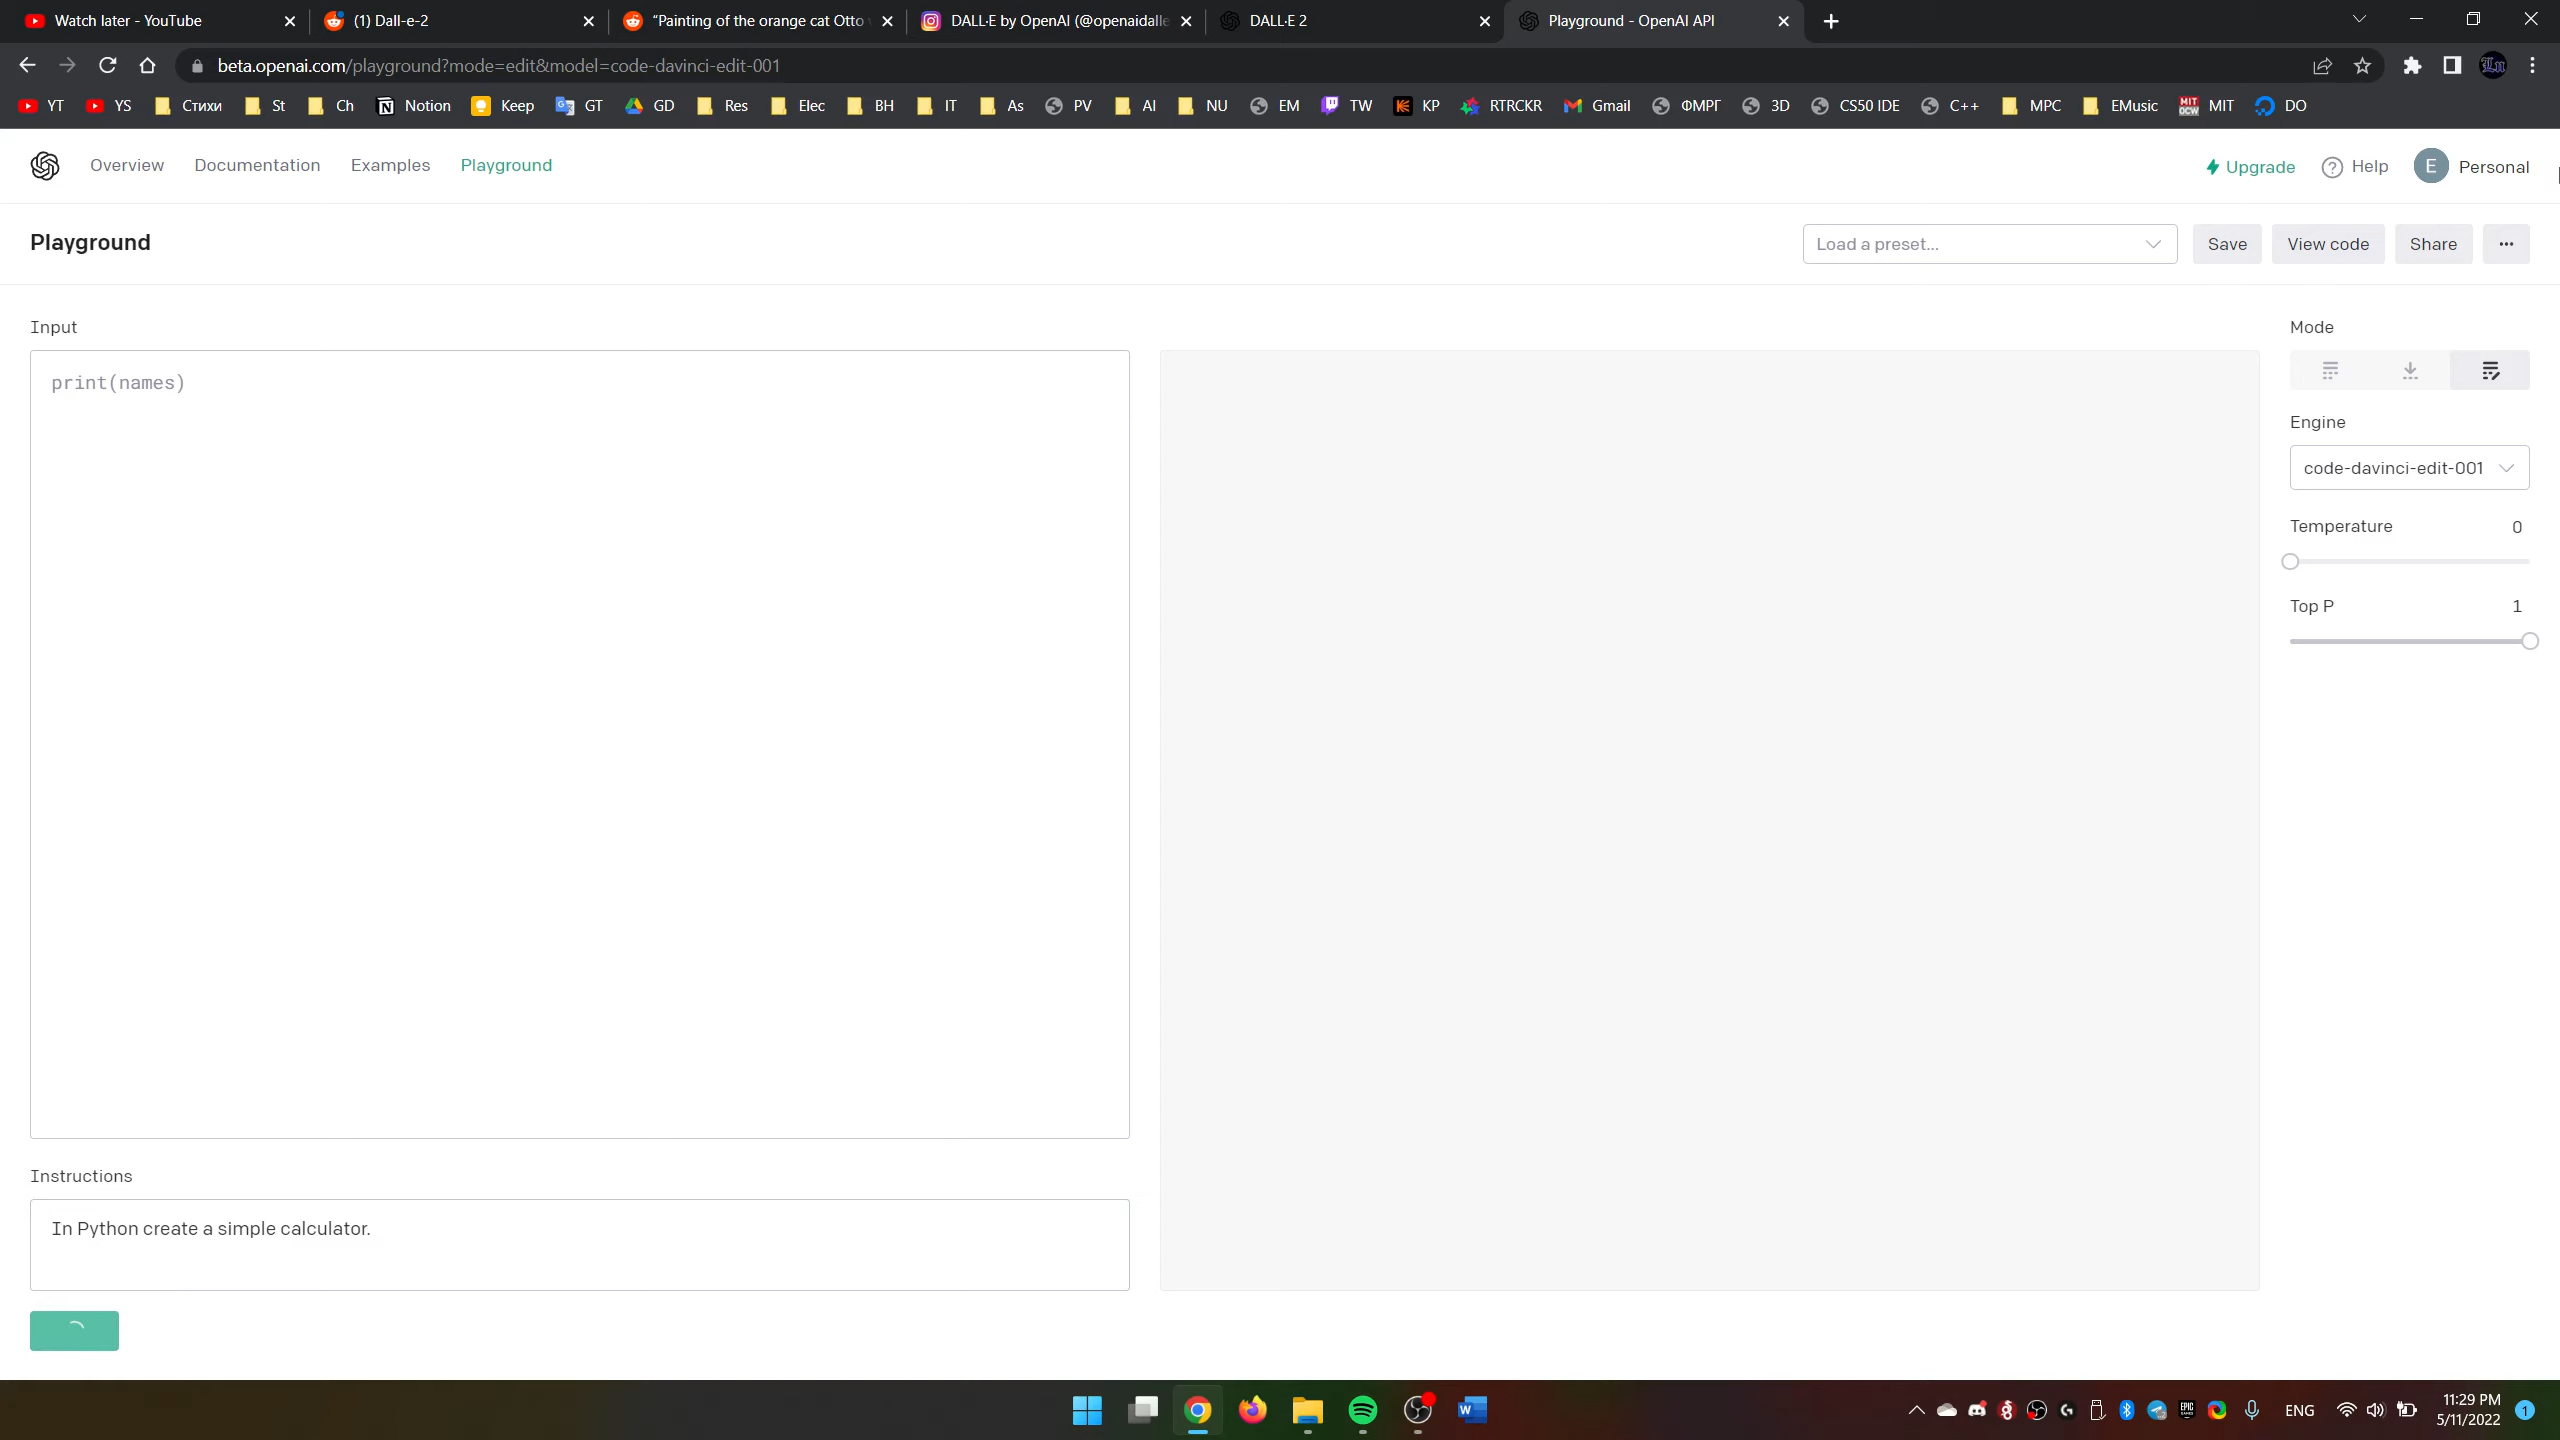 Watch later - YouTube
(1) Dall-e-2
“Painting of the orange cat Otto
DALL·E by OpenAI (@openaidalle
DALL·E 2
Playground - OpenAI API
beta.openai.com/playground?mode=edit&model=code-davinci-edit-001
YT YS Стихи St Ch Notion Keep GT GD Res Elec BH IT As PV AI NU EM TW KP RTRCKR Gmail ФМРГ 3D CS50 IDE C++ MPC EMusic MIT DO
Overview Documentation Examples Playground
Upgrade Help E Personal
Playground
Load a preset... Save View code Share ...
Input
print(names)
Mode
Engine
code-davinci-edit-001
Temperature 0
Top P 1
Instructions
In Python create a simple calculator.
ENG
11:29 PM
5/11/2022
1